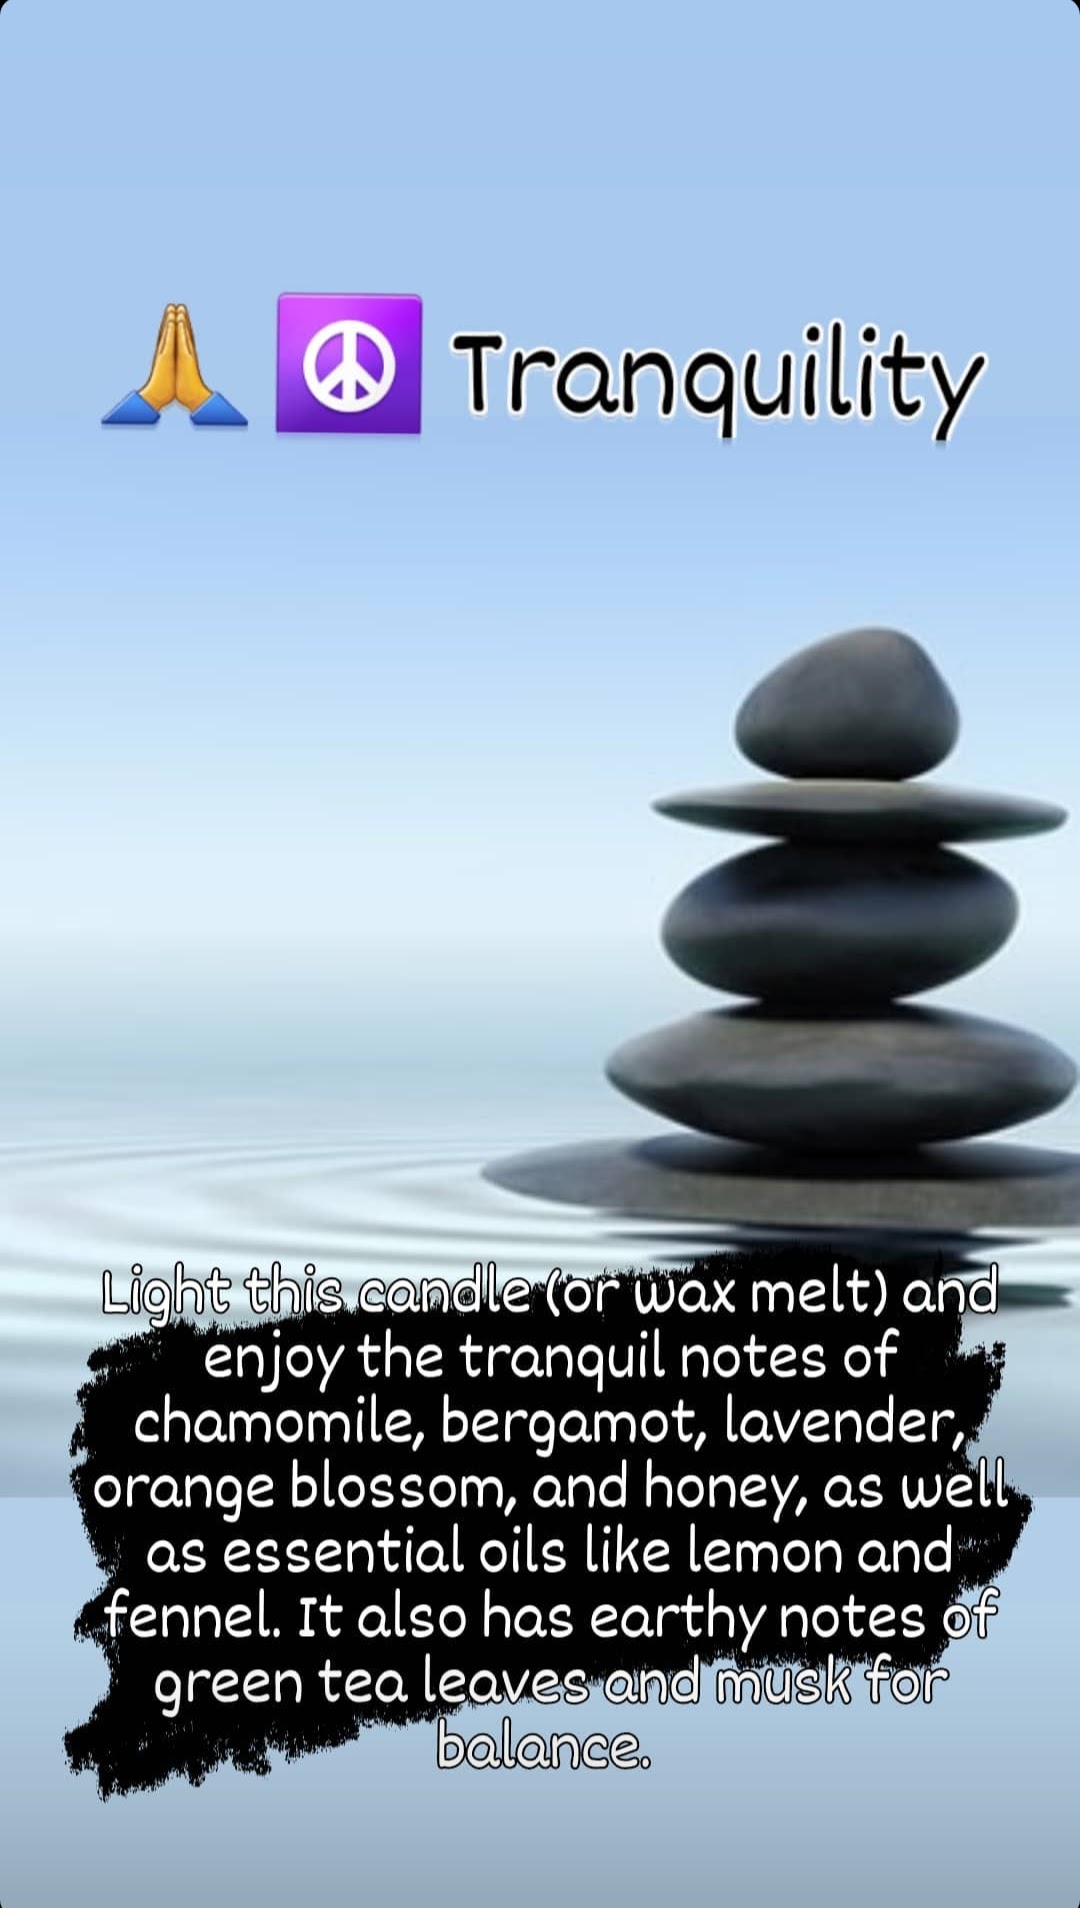 🙏 ☮ Tranquility
Light this candle (or wax melt) and
enjoy the tranquil notes of
chamomile, bergamot, lavender,
orange blossom, and honey, as well
as essential oils like lemon and
fennel. It also has earthy notes of
green tea leaves and musk for
balance.